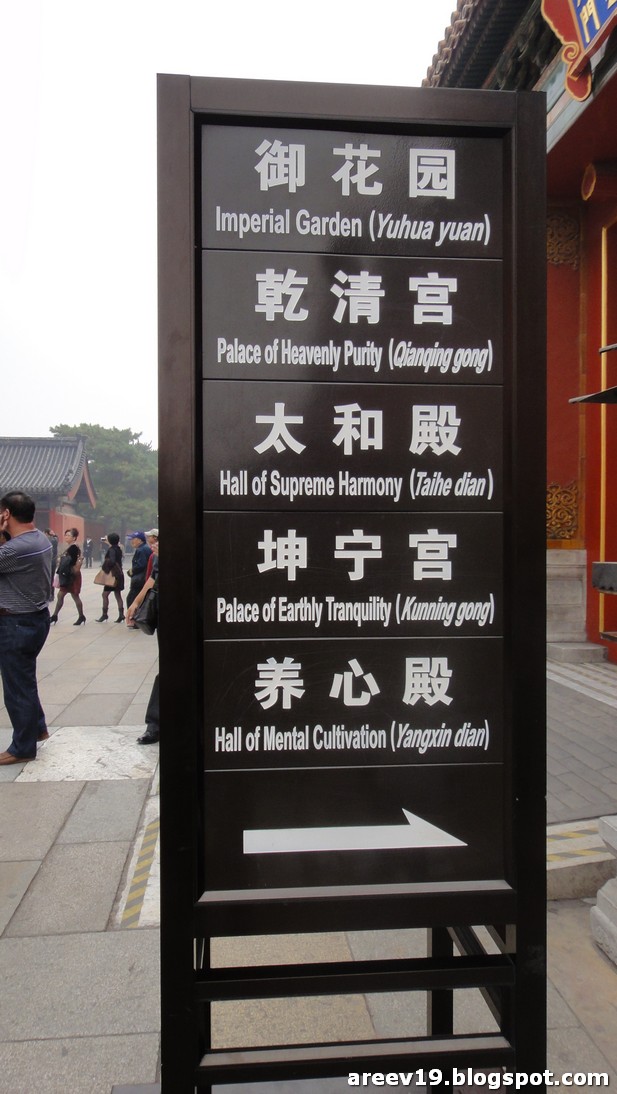 御花园
Imperial Garden (Yuhua yuan)
乾清宫
Palace of Heavenly Purity (Qianqing gong)
太和殿
Hall of Supreme Harmony (Taihe dian)
坤宁宫
Palace of Earthly Tranquility (Kunning gong)
养心殿
Hall of Mental Cultivation (Yangxin dian)
areev19.blogspot.com